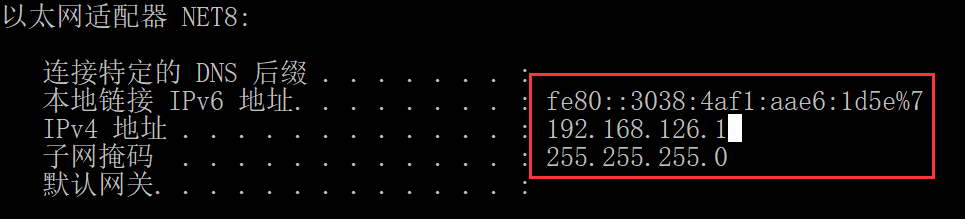 以太网适配器 NET8:
连接特定的 DNS 后缀 . . . . . . . :
本地链接 IPv6 地址. . . . . . . . : fe80::3038:4af1:aae6:1d5e%7
IPv4 地址 . . . . . . . . . . . . : 192.168.126.1
子网掩码 . . . . . . . . . . . . : 255.255.255.0
默认网关. . . . . . . . . . . . . :